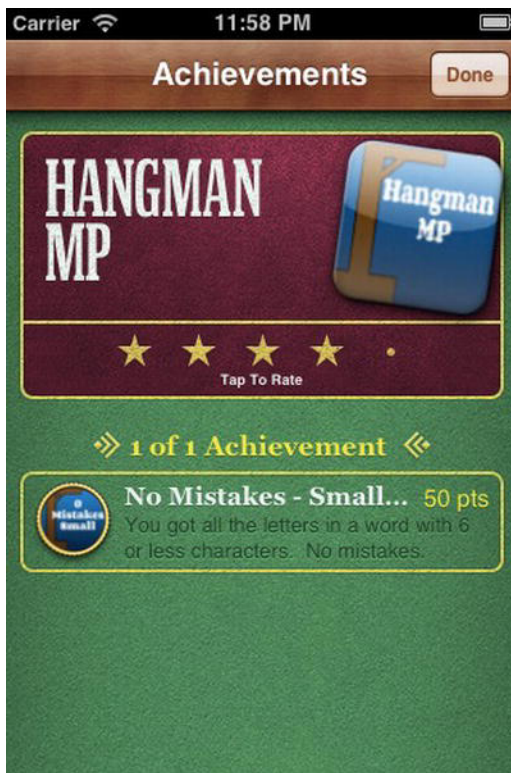 Carrier 11:58 PM
Achievements Done
HANGMAN
MP
Hangman
MP
Tap To Rate
1 of 1 Achievement
0
Mistakes
Small
No Mistakes - Small... 50 pts
You got all the letters in a word with 6
or less characters. No mistakes.